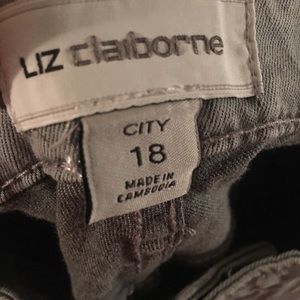 LIZ claiborne
CITY
18
MADE IN
CAMBODIA